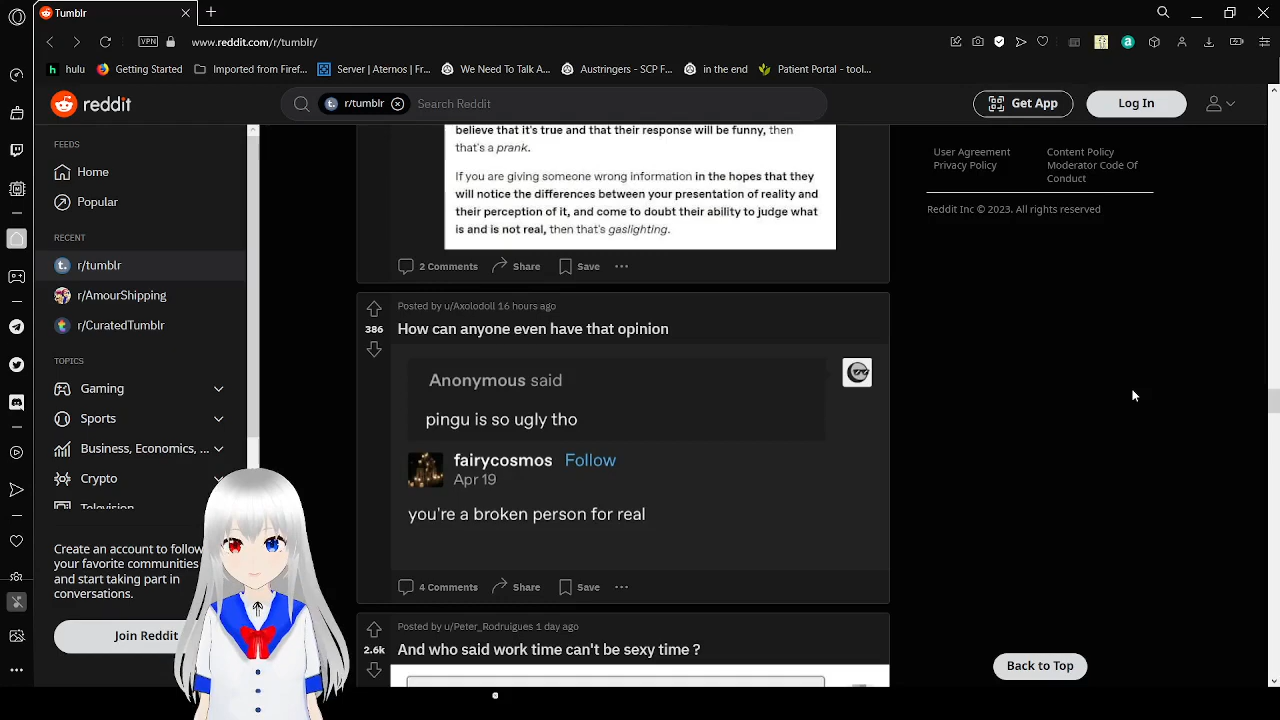 Tumblr
VPN
www.reddit.com/r/tumblr/
hulu
Getting Started
Imported from Firef...
Server | Aternos | Fr...
We Need To Talk A...
Austringers - SCP F...
in the end
Patient Portal - tool...
reddit
r/tumblr
Search Reddit
Get App
Log In
FEEDS
Home
Popular
RECENT
r/tumblr
r/AmourShipping
r/CuratedTumblr
TOPICS
Gaming
Sports
Business, Economics, ...
Crypto
Television
Create an account to follow
your favorite communities
and start taking part in
conversations.
Join Reddit
believe that it's true and that their response will be funny, then
that's a prank.
If you are giving someone wrong information in the hopes that they
will notice the differences between your presentation of reality and
their perception of it, and come to doubt their ability to judge what
is and is not real, then that's gaslighting.
2 Comments
Share
Save
386
Posted by u/Axolodoll 16 hours ago
How can anyone even have that opinion
Anonymous said
pingu is so ugly tho
fairycosmos Follow
Apr 19
you're a broken person for real
4 Comments
Share
Save
2.6k
Posted by u/Peter_Rodruigues 1 day ago
And who said work time can't be sexy time ?
User Agreement
Privacy Policy
Content Policy
Moderator Code Of
Conduct
Reddit Inc © 2023. All rights reserved
Back to Top